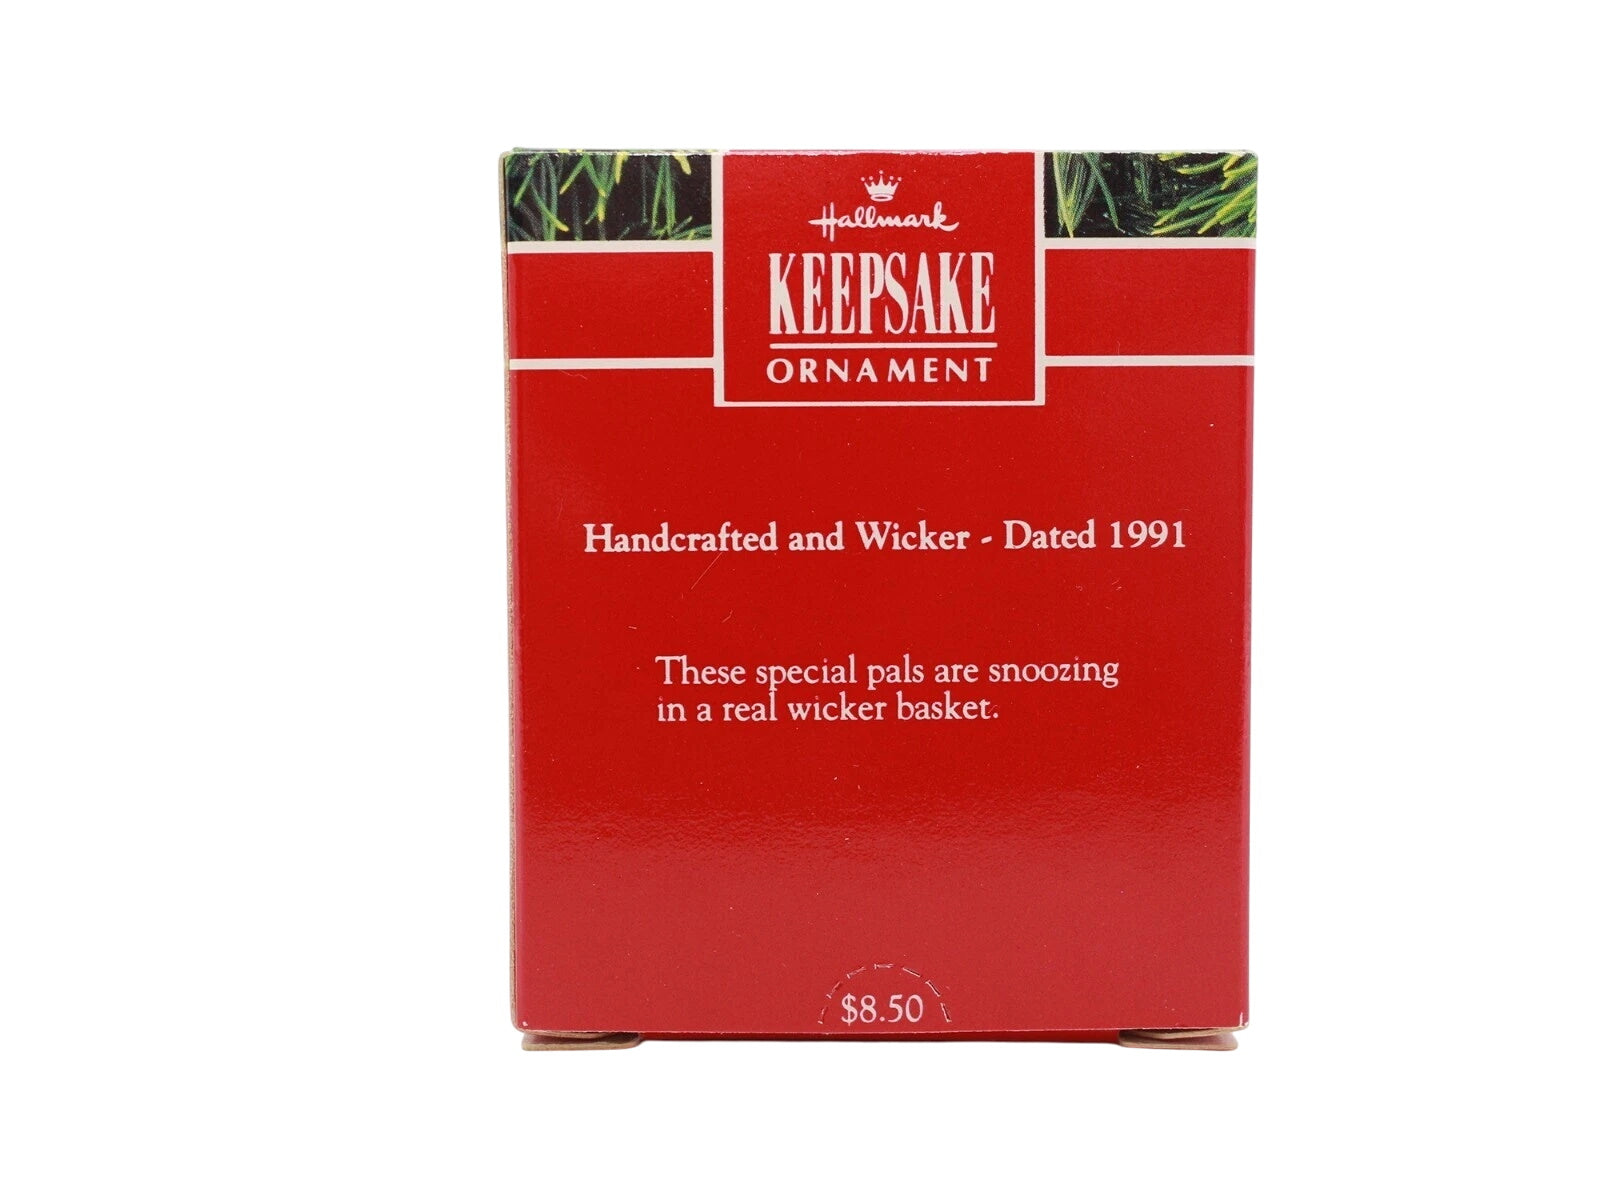 Hallmark
KEEPSAKE
ORNAMENT
Handcrafted and Wicker - Dated 1991
These special pals are snoozing
in a real wicker basket.
$8.50